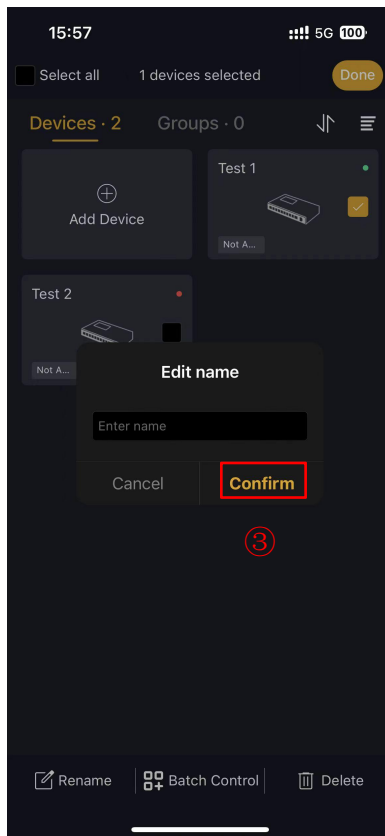 15:57 5G 100
Select all 1 devices selected Done
Devices · 2 Groups · 0
Add Device
Test 1
Not A...
Test 2
Not A...
Edit name
Enter name
Cancel Confirm
③
Rename Batch Control Delete